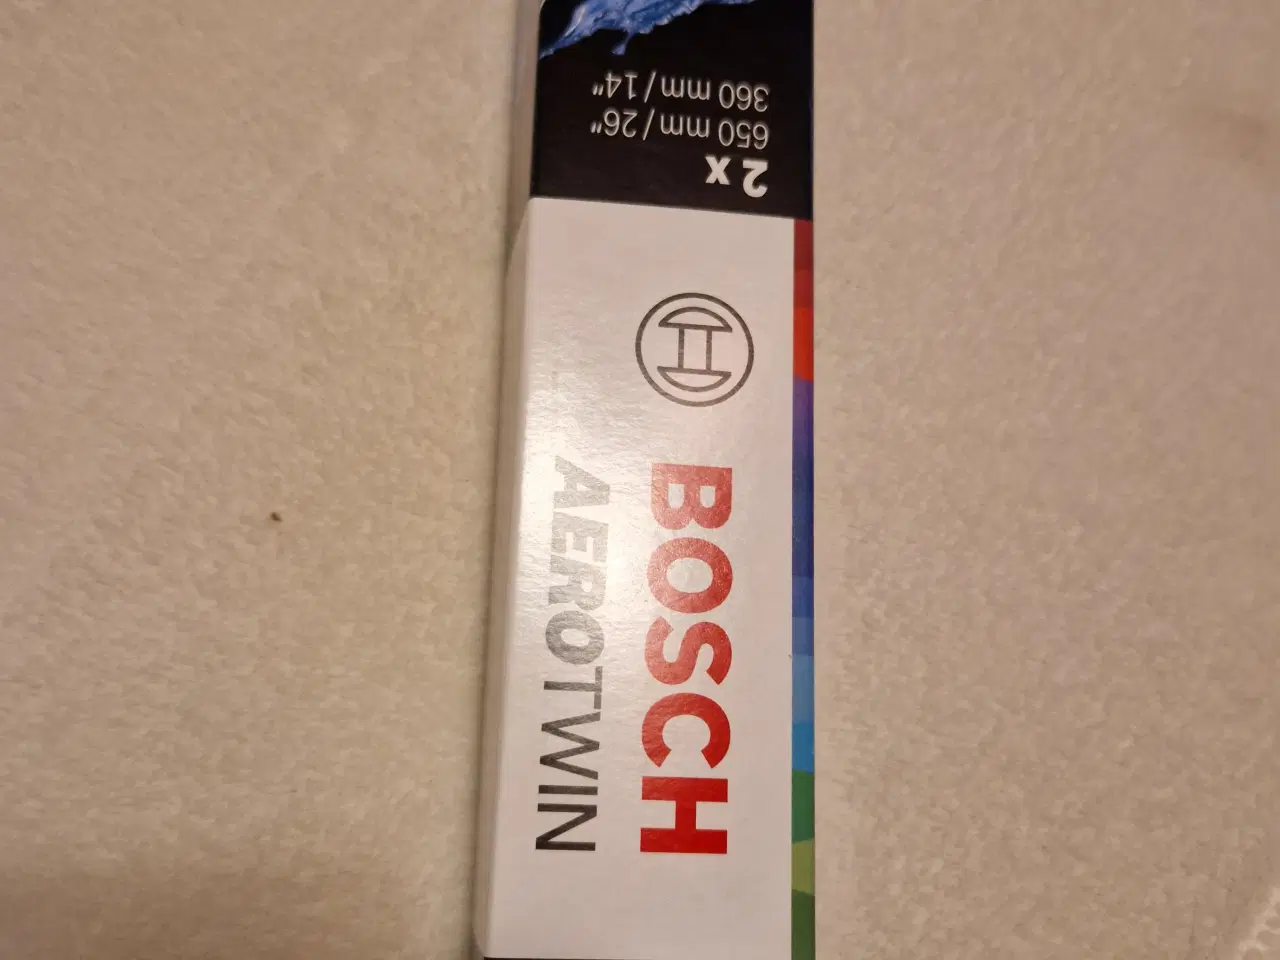 2 x
650 mm/26"
360 mm/14"
BOSCH
AEROTWIN